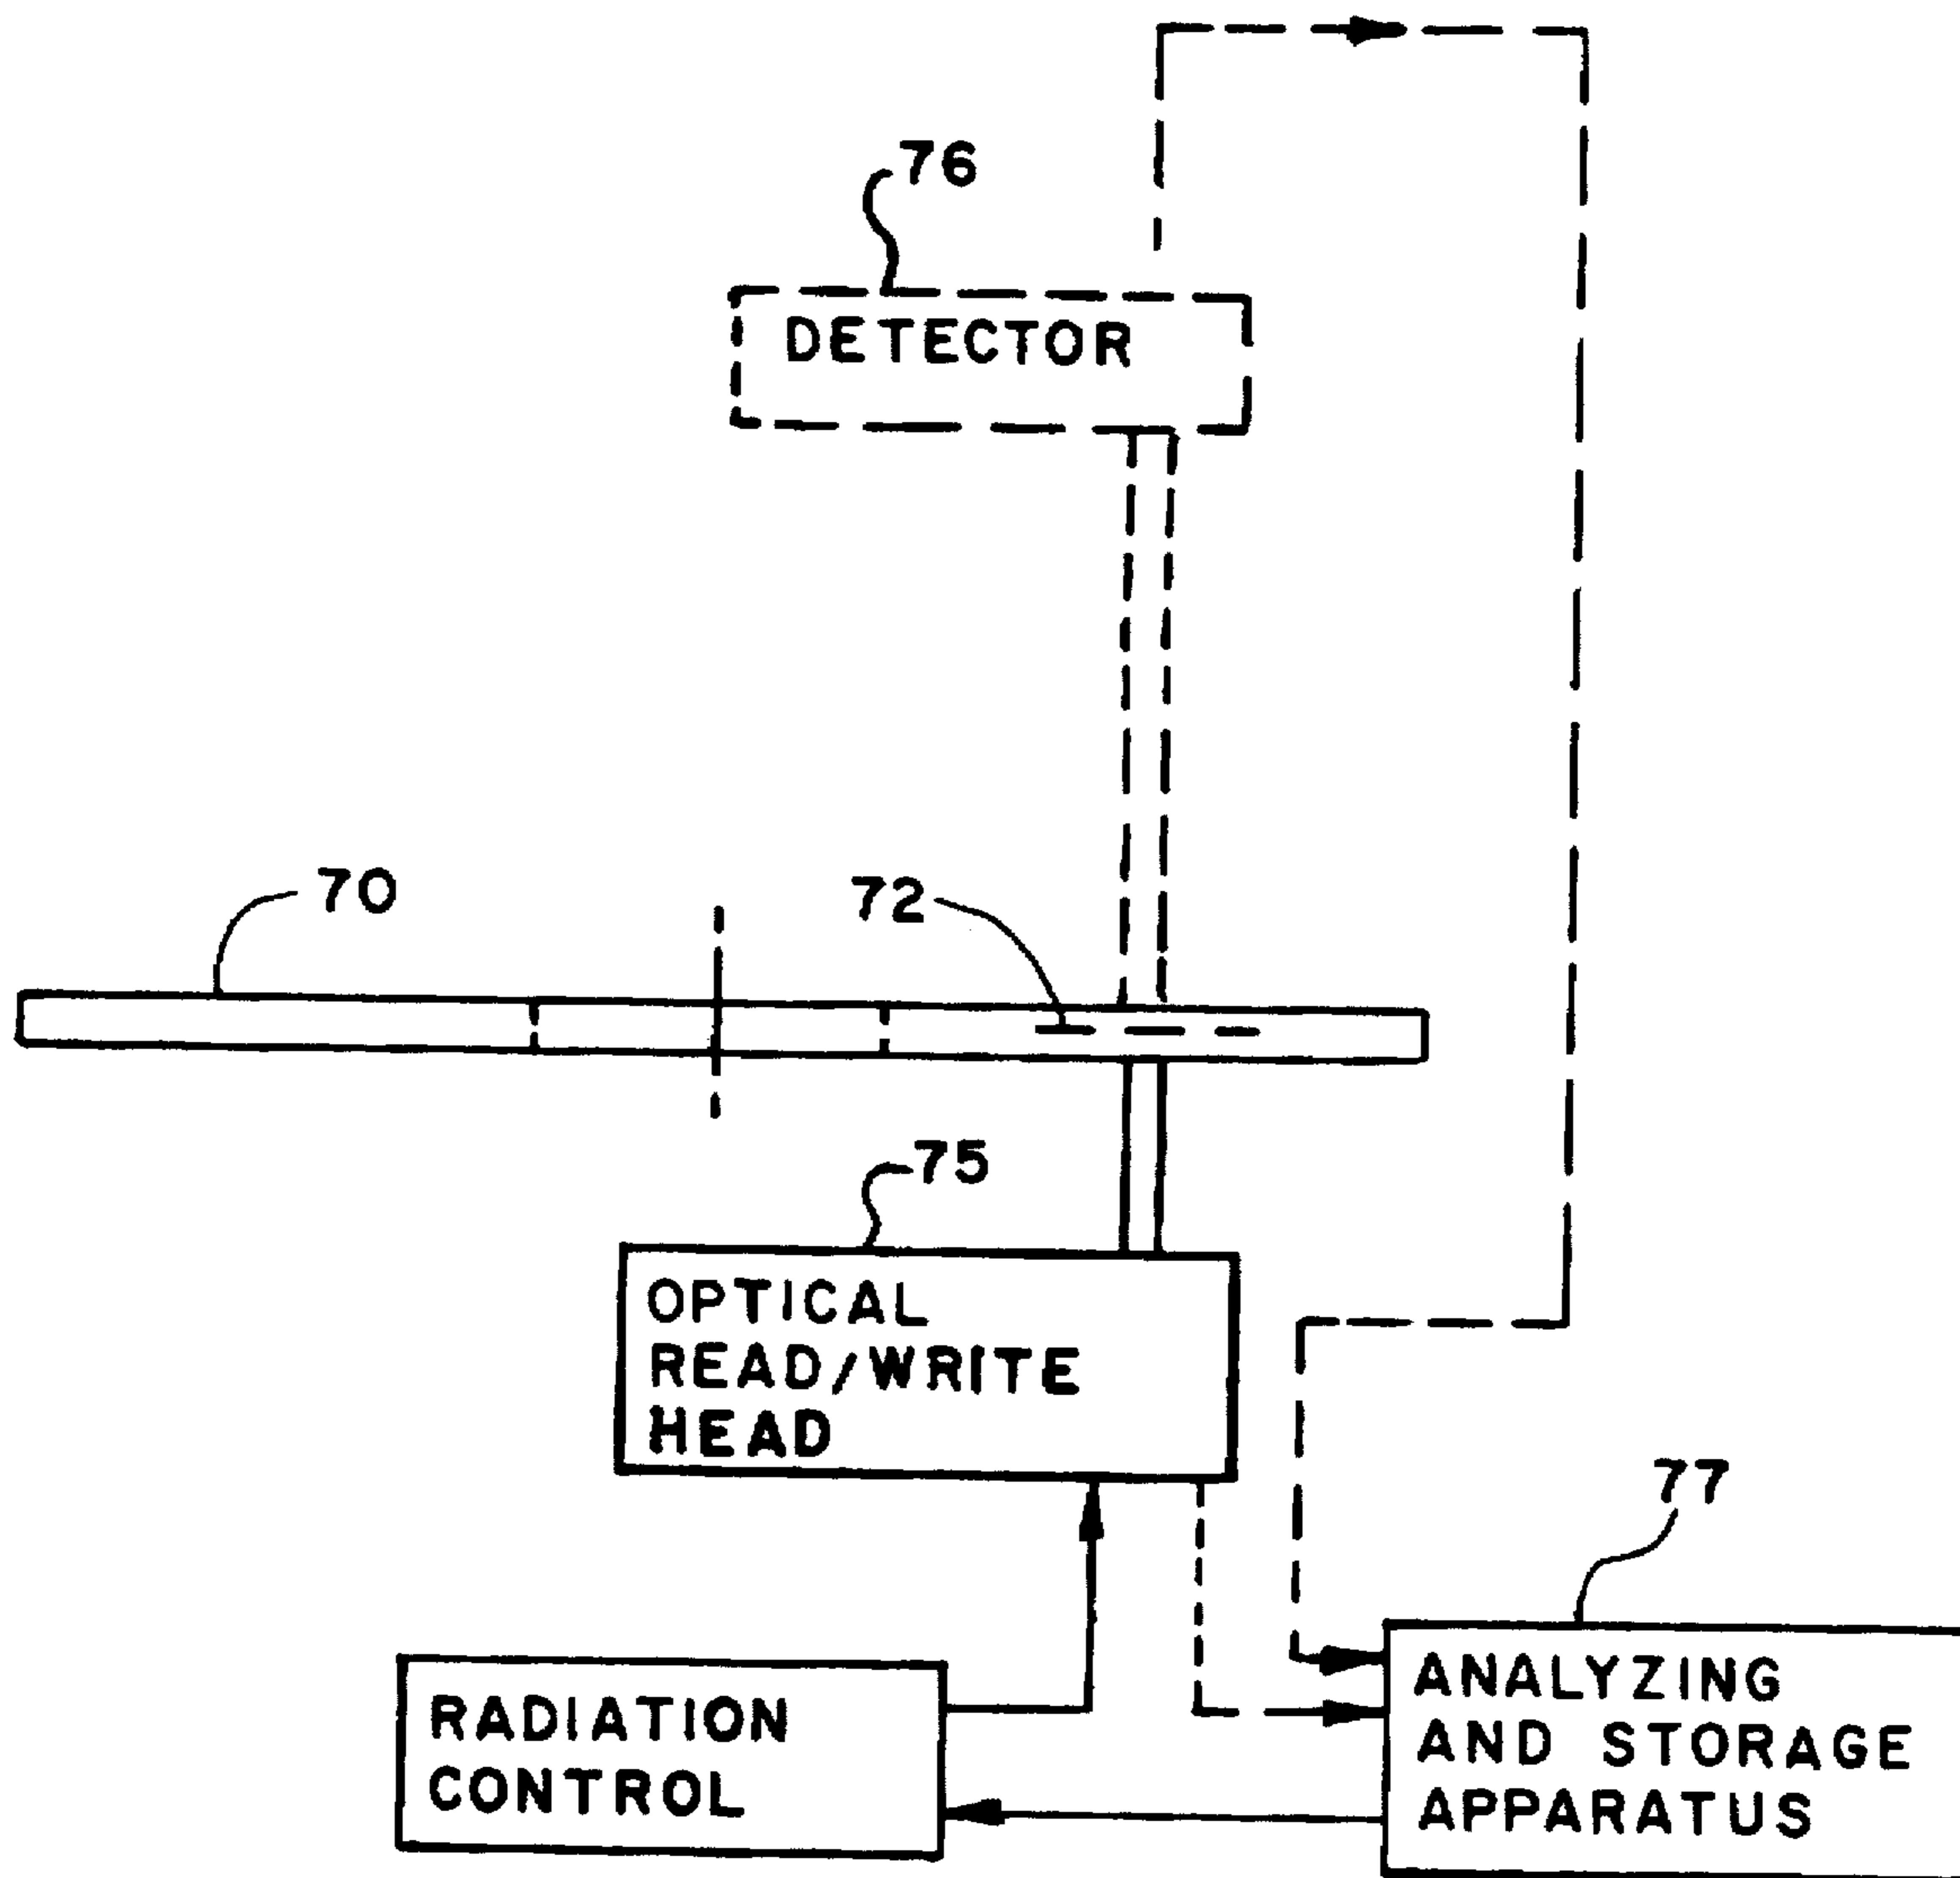 76
DETECTOR
70
72
75
OPTICAL
READ/WRITE
HEAD
77
RADIATION
CONTROL
ANALYZING
AND STORAGE
APPARATUS